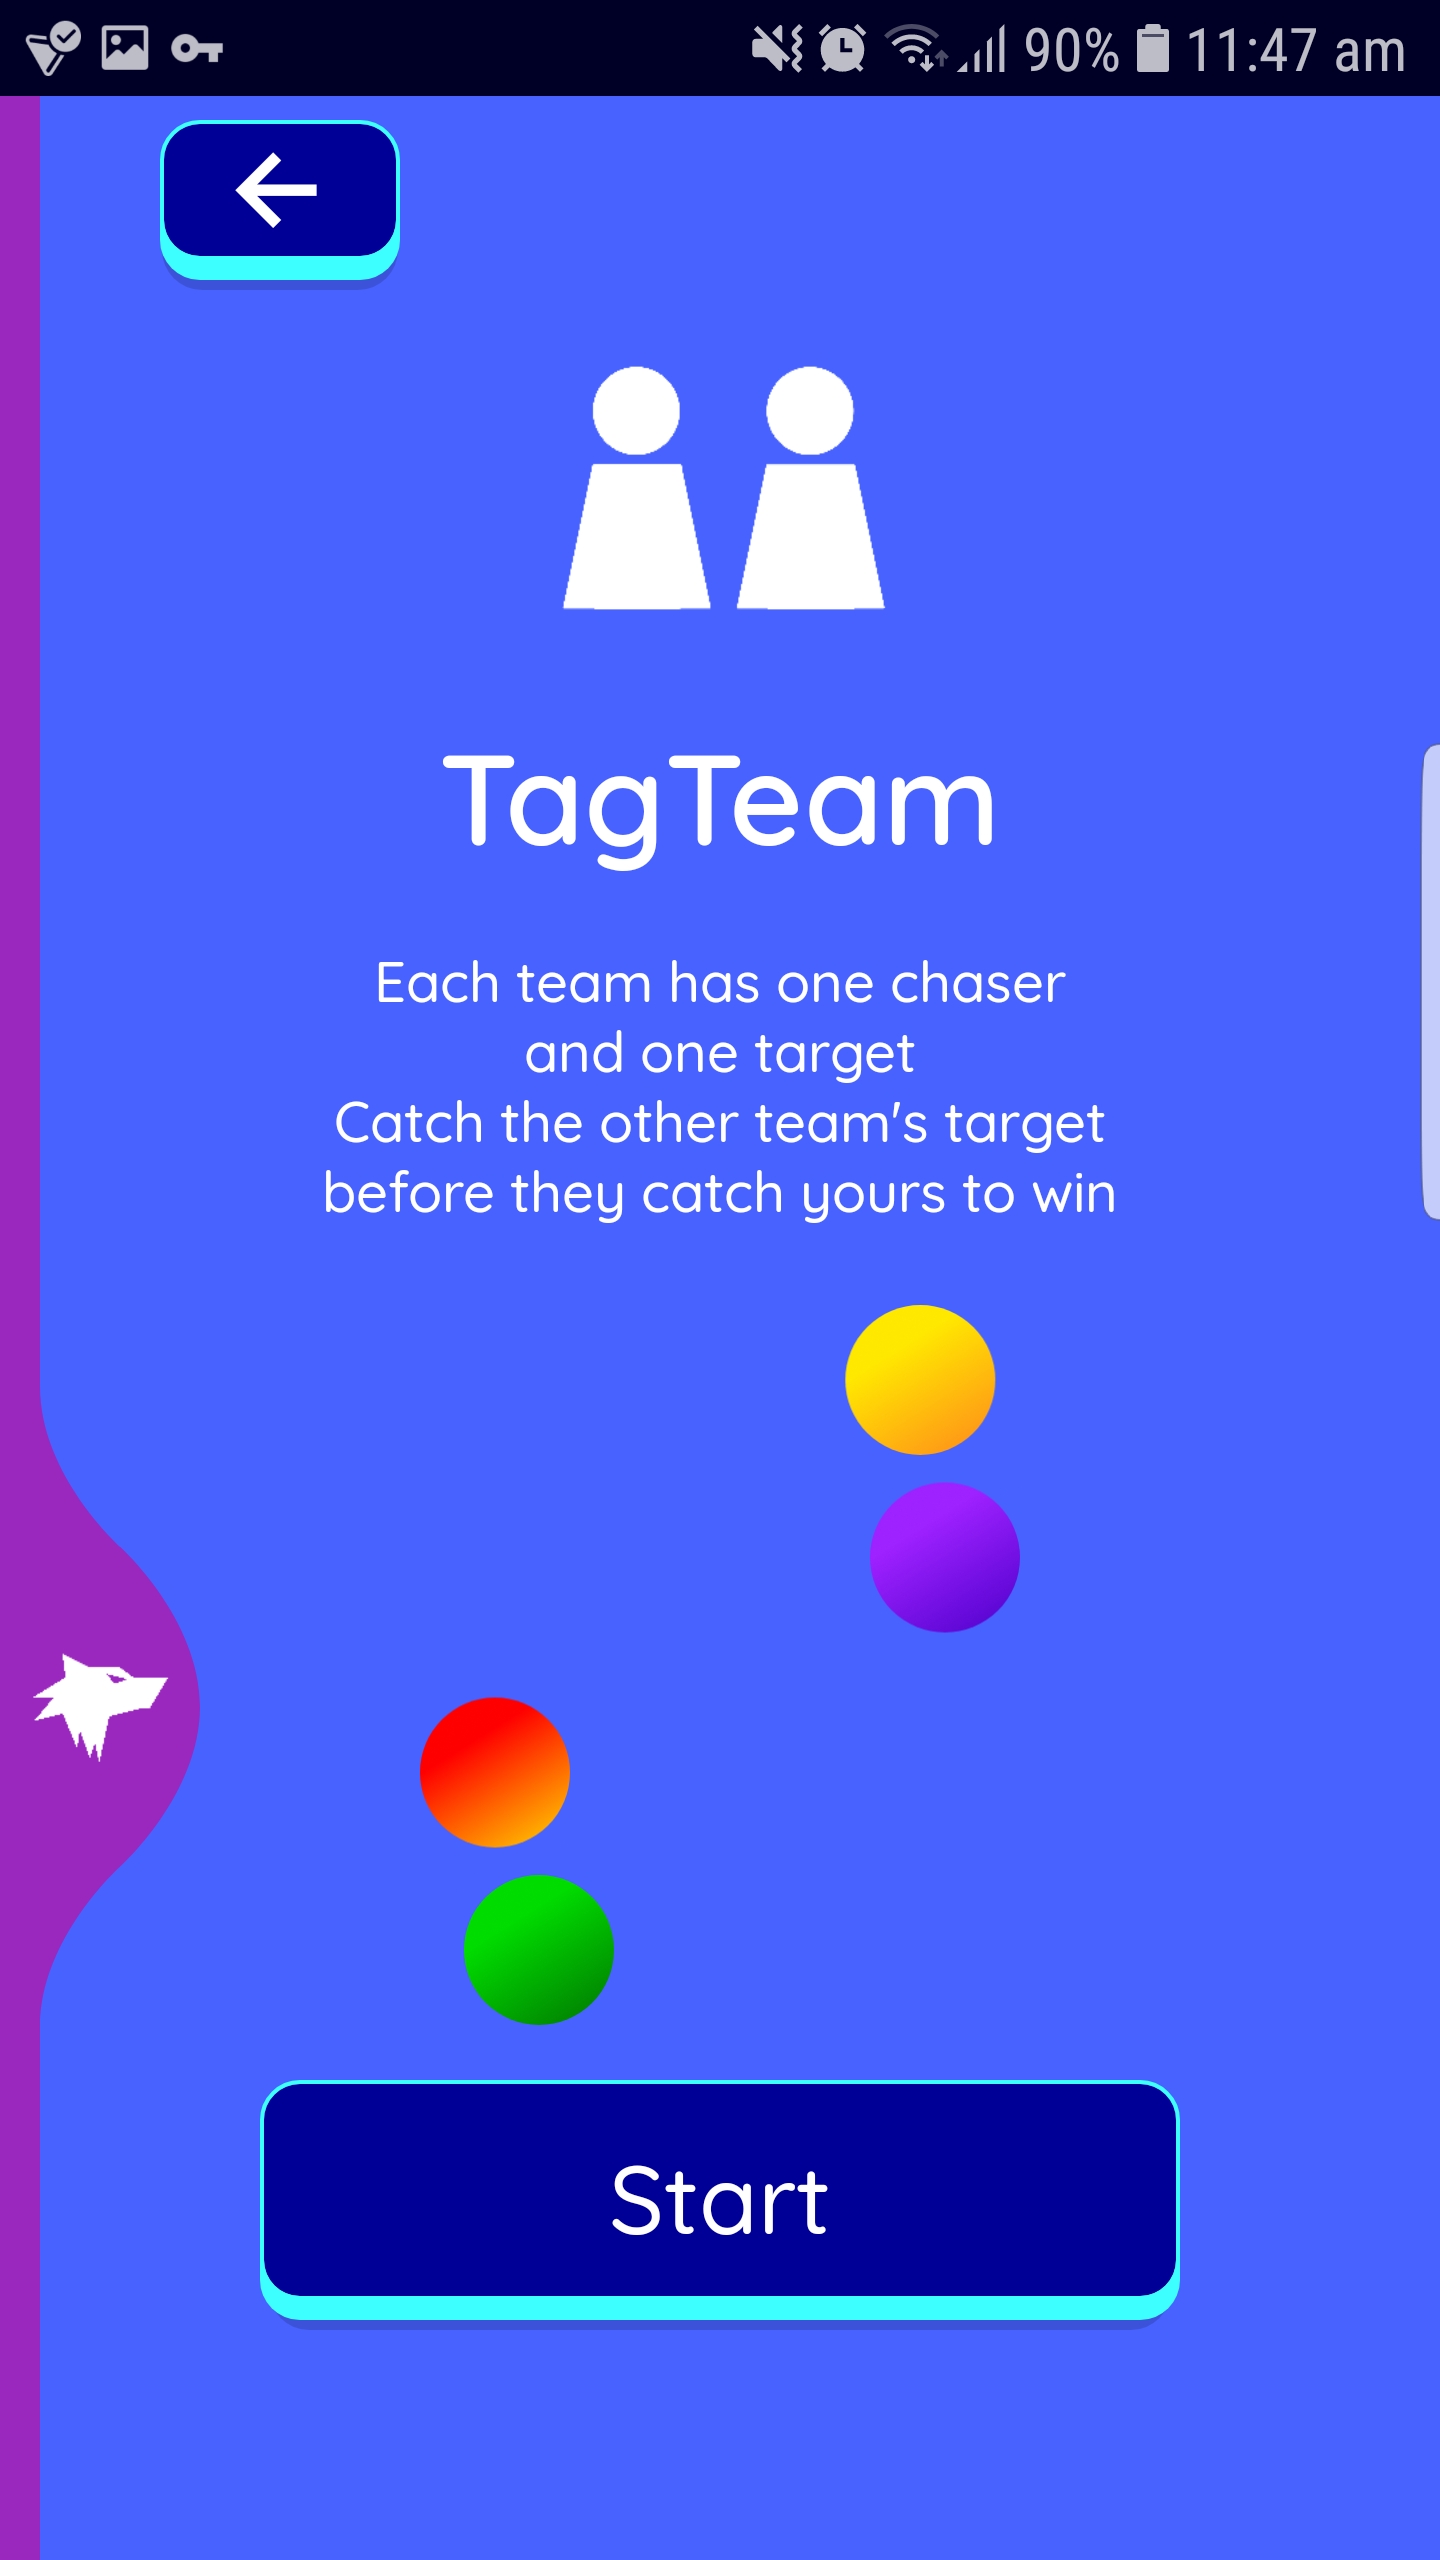 90% 11:47 am
TagTeam
Each team has one chaser
and one target
Catch the other team's target
before they catch yours to win
Start